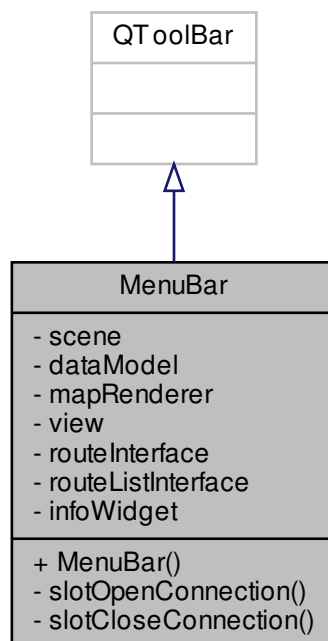 QToolBar
MenuBar
- scene
- dataModel
- mapRenderer
- view
- routeInterface
- routeListInterface
- infoWidget
+ MenuBar()
- slotOpenConnection()
- slotCloseConnection()